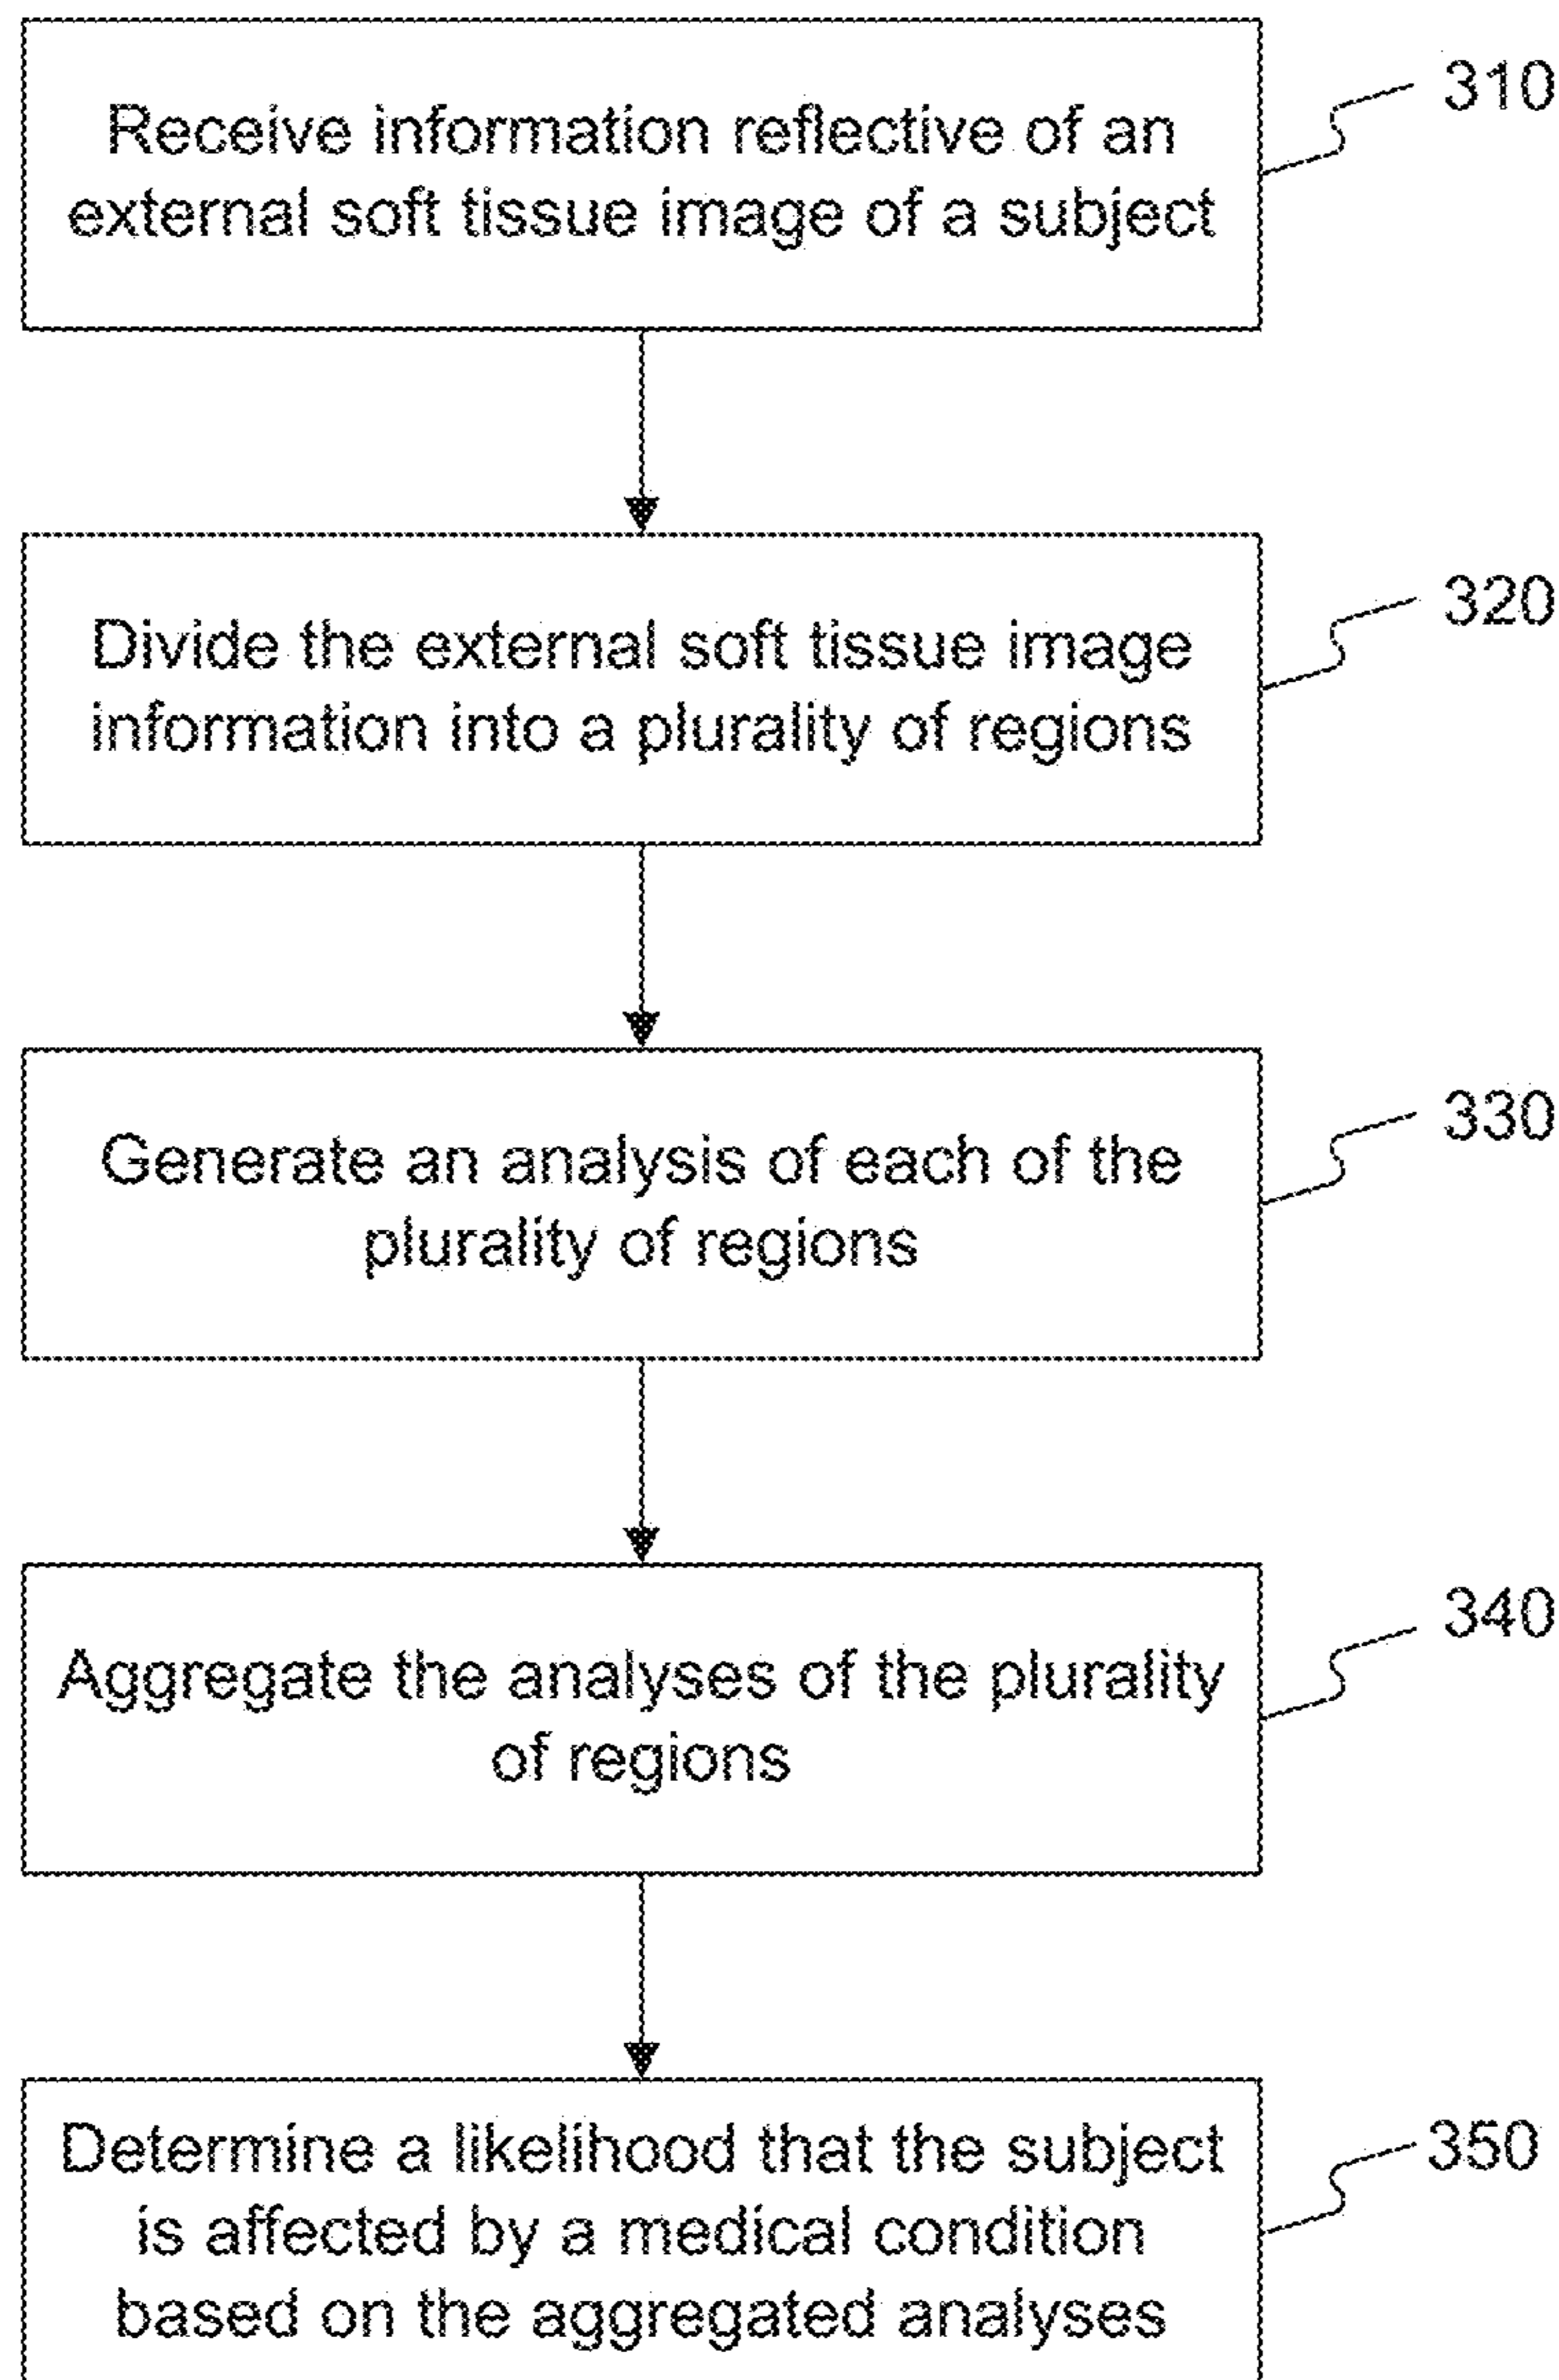 Receive information reflective of an
external soft tissue image of a subject
310
Divide the external soft tissue image
information into a plurality of regions
320
Generate an analysis of each of the
plurality of regions
330
Aggregate the analyses of the plurality
of regions
340
Determine a likelihood that the subject
is affected by a medical condition
based on the aggregated analyses
350